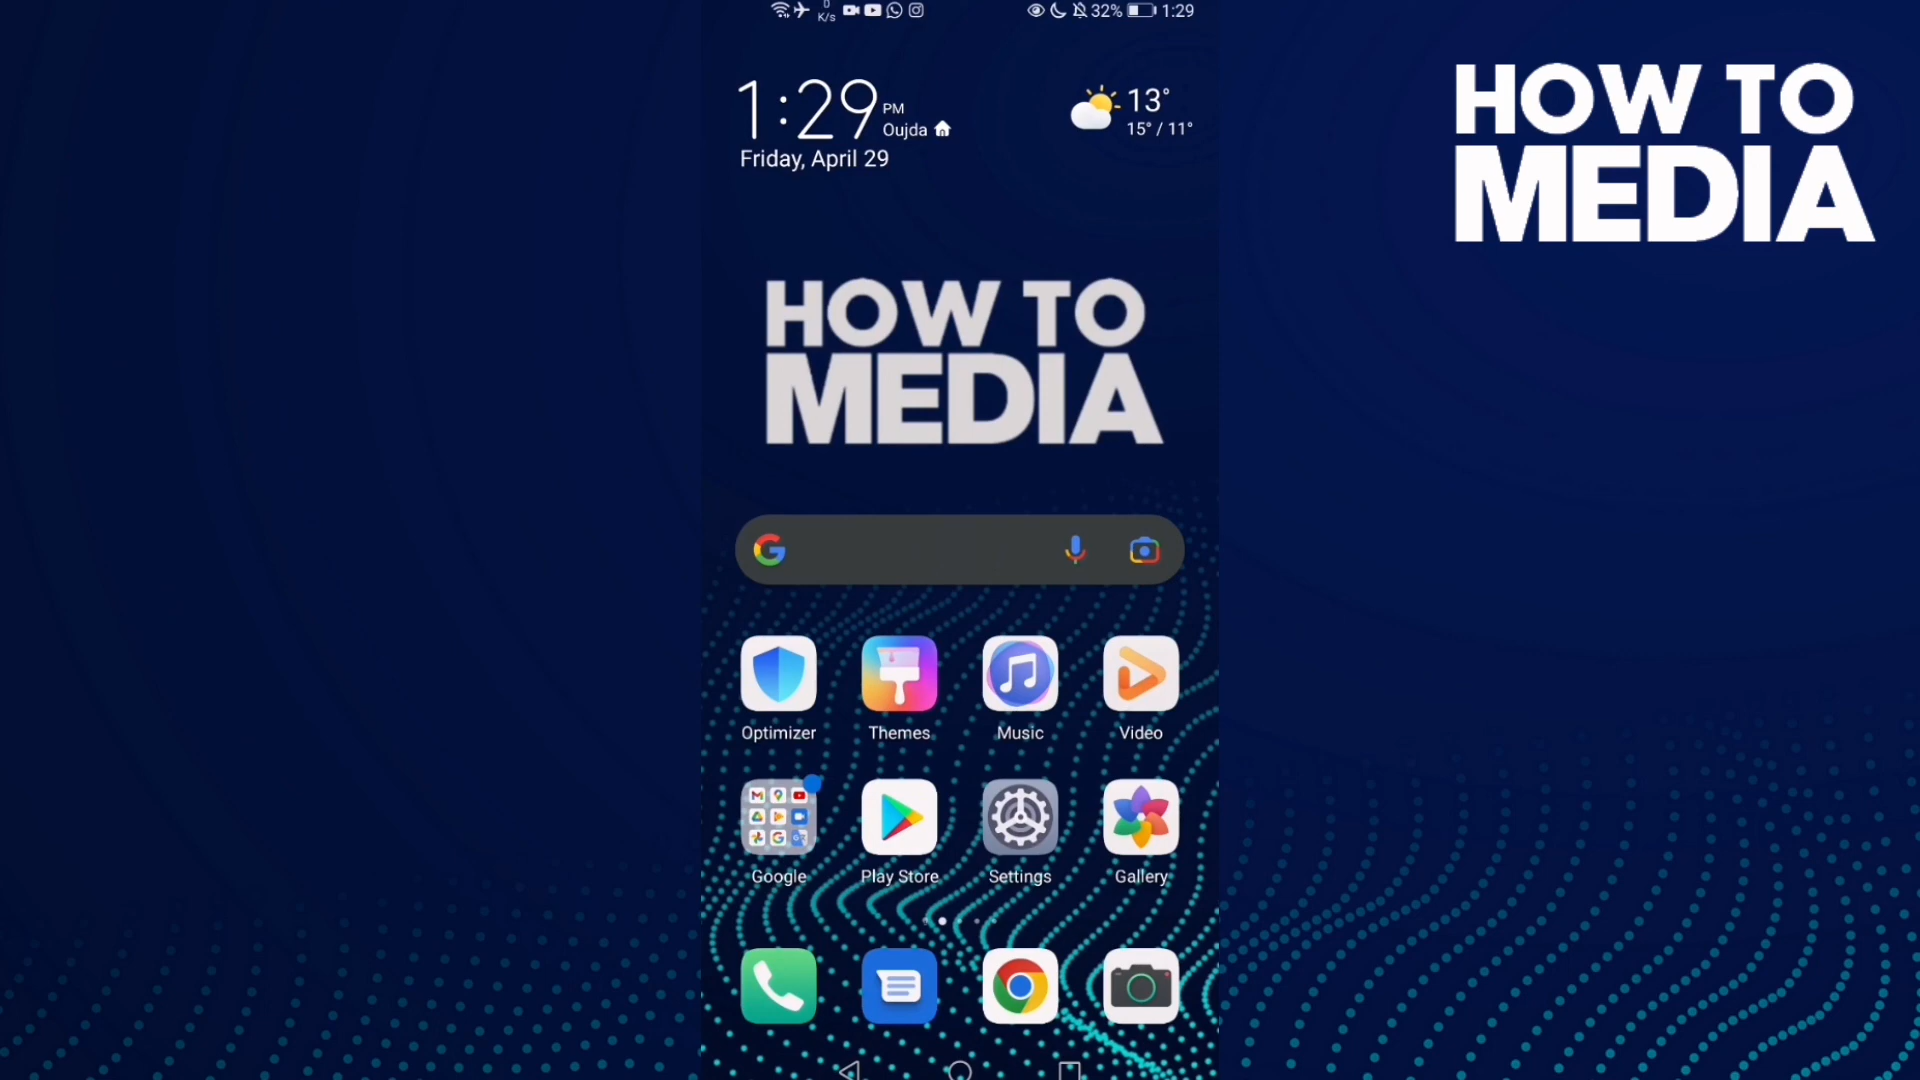 K/s 32% 1:29
1:29 PM
Oujda
Friday, April 29
13°
15° / 11°
HOW TO
MEDIA
HOW TO
MEDIA
Optimizer Themes Music Video
Google Play Store Settings Gallery